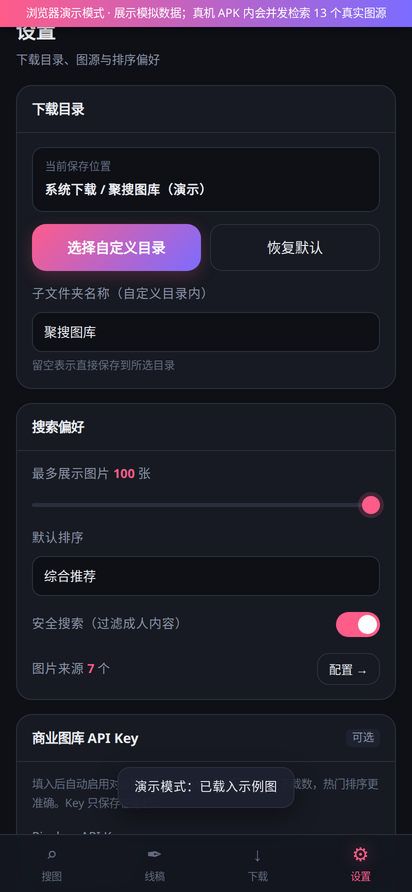 浏览器演示模式 · 展示模拟数据；真机 APK 内会并发检索 13 个真实图源
设置
下载目录、图源与排序偏好
下载目录
当前保存位置
系统下载 / 聚搜图库（演示）
选择自定义目录
恢复默认
子文件夹名称（自定义目录内）
聚搜图库
留空表示直接保存到所选目录
搜索偏好
最多展示图片 100 张
默认排序
综合推荐
安全搜索（过滤成人内容）
图片来源 7 个
配置 →
商业图库 API Key
可选
填入后自动启用对
载数，热门排序更
准确。Key 只保存
演示模式：已载入示例图
搜图
线稿
下载
设置